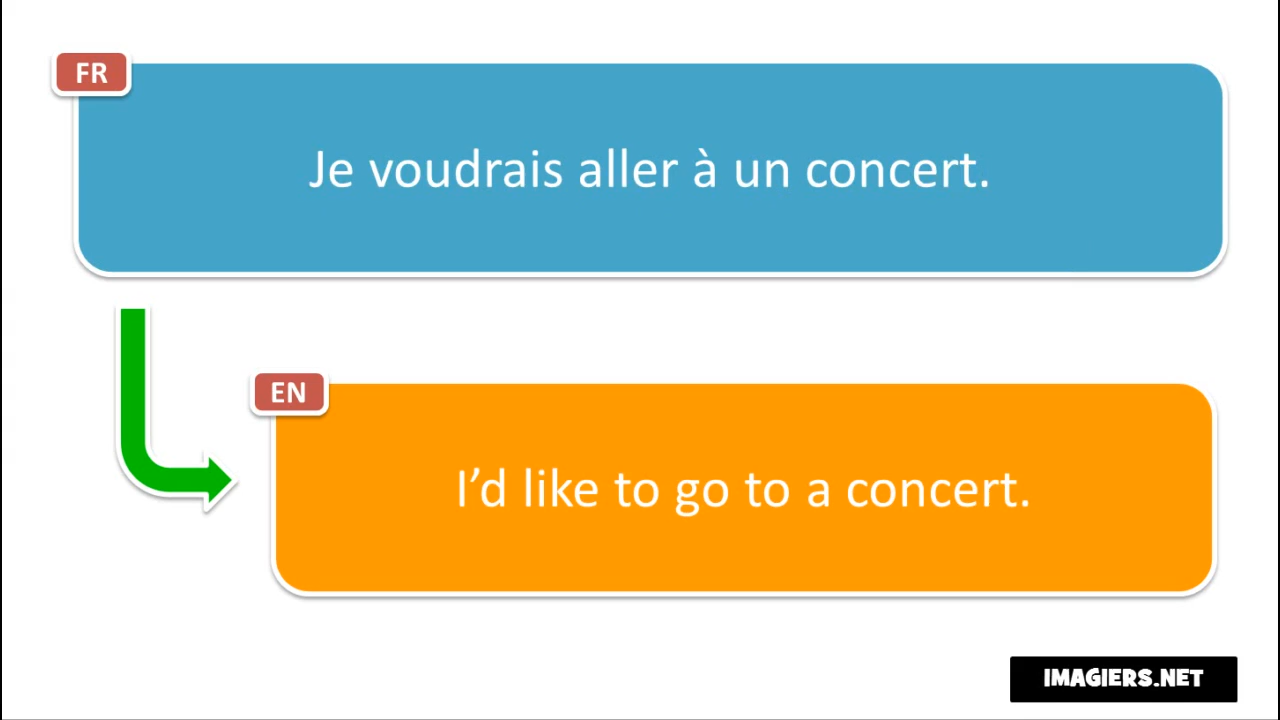 FR
Je voudrais aller à un concert.
EN
I’d like to go to a concert.
IMAGIERS.NET